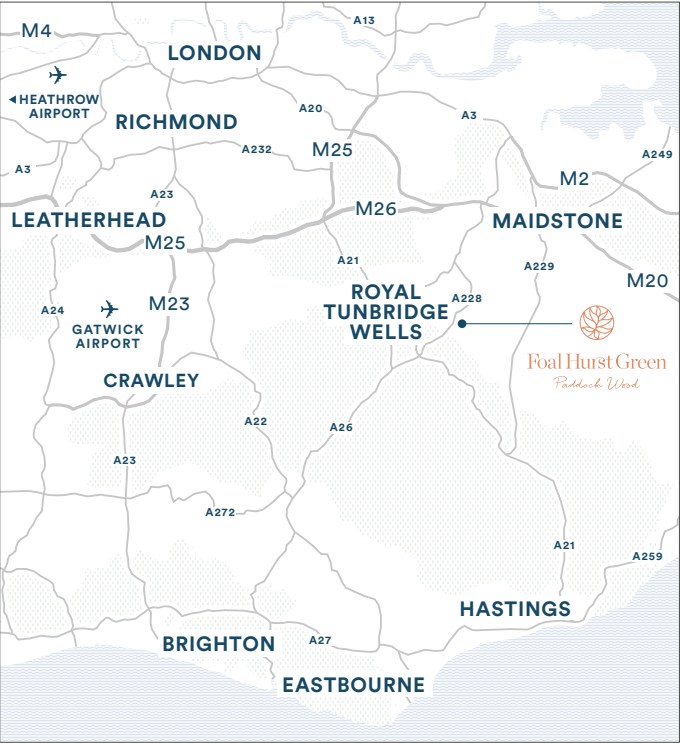 M4
A13
LONDON
HEATHROW
AIRPORT
A20
A3
RICHMOND
A232
M25
A249
A3
M2
A23
M26
LEATHERHEAD
MAIDSTONE
M25
A21
A229
M20
ROYAL
TUNBRIDGE
WELLS
A228
A24
M23
GATWICK
AIRPORT
Foal Hurst Green
Paddock Wood
CRAWLEY
A22
A26
A23
A272
A21
A259
HASTINGS
BRIGHTON
A27
EASTBOURNE